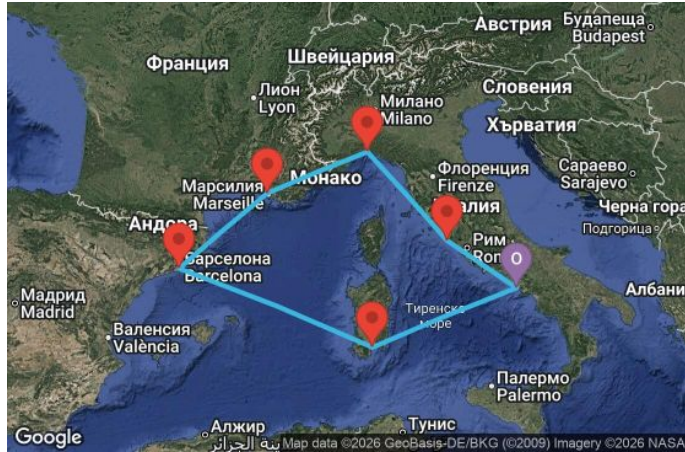 Австрия
Будапеща
Budapest
Франция
Швейцария
Лион
Lyon
Милано
Milano
Словения
Хърватия
Марсилия
Marseille
Монако
Флоренция
Firenze
Сараево
Sarajevo
Андора
Черна гора
Подгорица
Рим
O
Барселона
Barcelona
Мадрид
Madrid
Тиренско
море
Албани
Валенсия
València
Палермо
Palermo
Алжир
Тунис
Google
Map data ©2026 GeoBasis-DE/BKG (©2009) Imagery ©2026 NASA